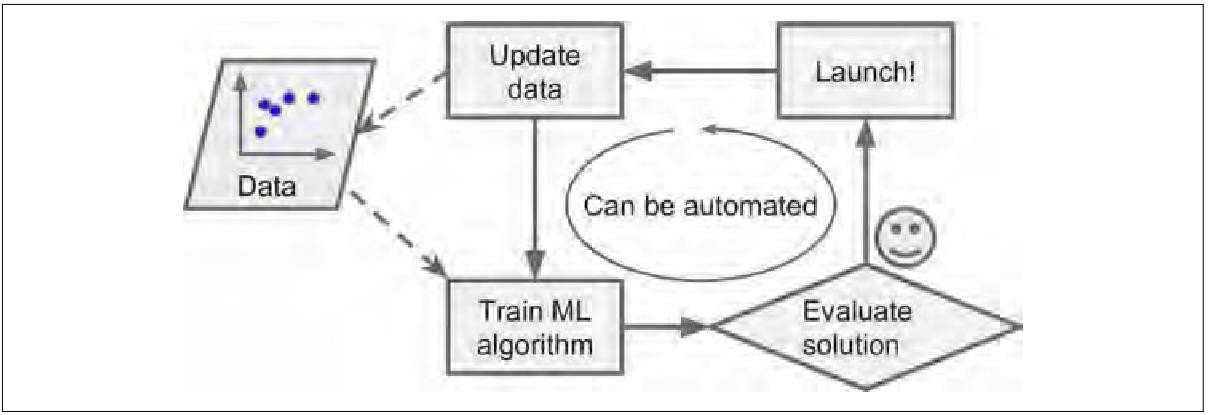 Update
data
Launch!
Data
Can be automated
Train ML
algorithm
Evaluate
solution